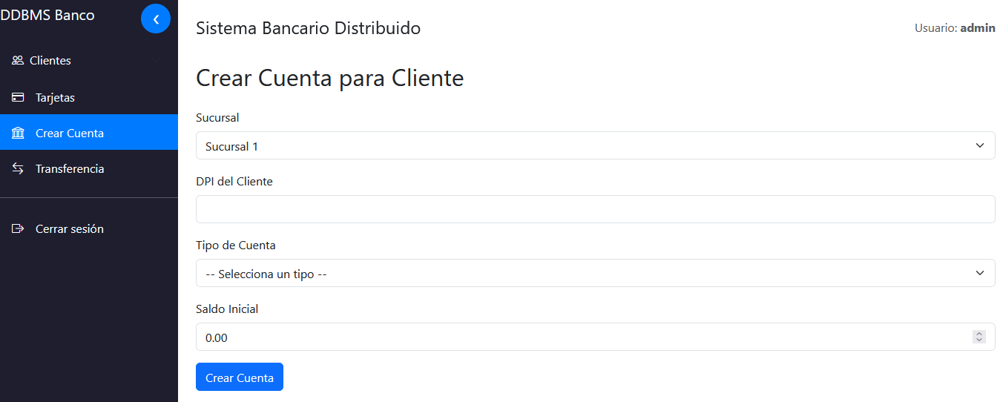 DDBMS Banco
Clientes
Tarjetas
Crear Cuenta
Transferencia
Cerrar sesión
Sistema Bancario Distribuido
Usuario: admin
Crear Cuenta para Cliente
Sucursal
Sucursal 1
DPI del Cliente
Tipo de Cuenta
-- Selecciona un tipo --
Saldo Inicial
0.00
Crear Cuenta